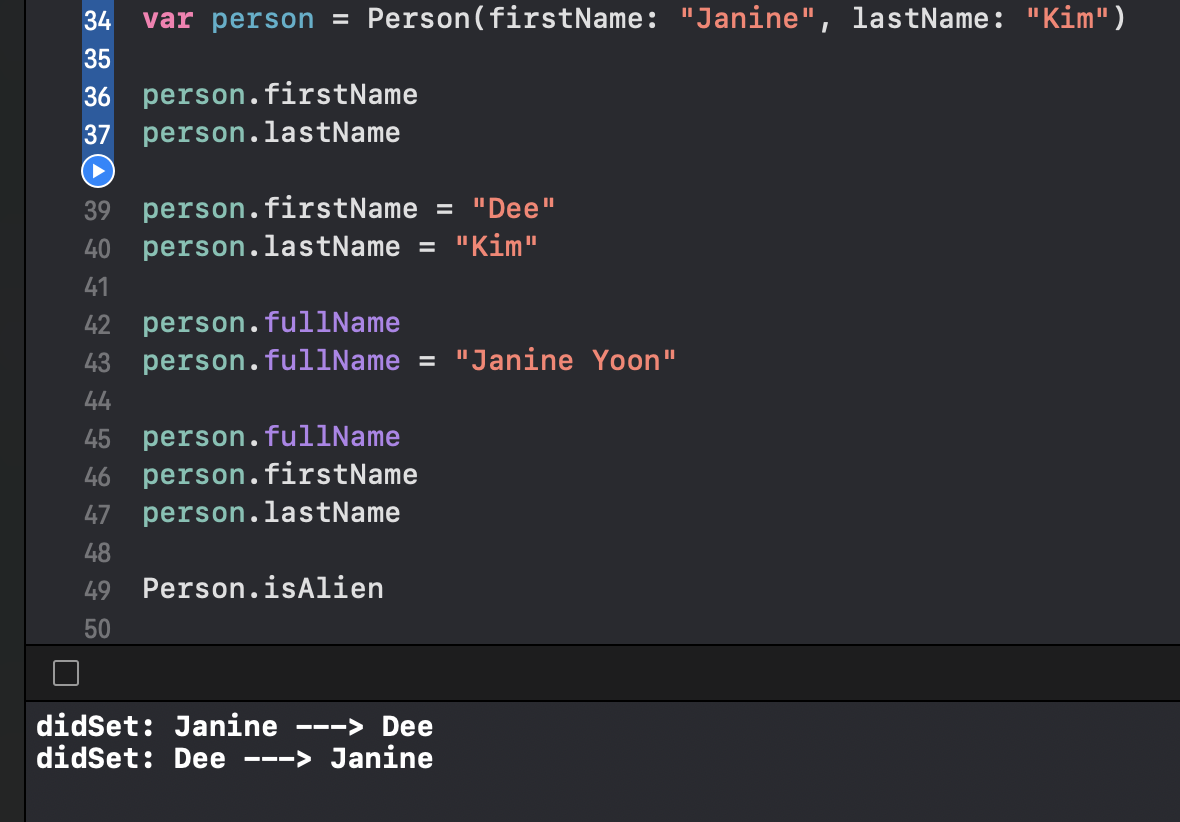 34 var person = Person(firstName: "Janine", lastName: "Kim")
35
36 person.firstName
37 person.lastName
39 person.firstName = "Dee"
40 person.lastName = "Kim"
41
42 person.fullName
43 person.fullName = "Janine Yoon"
44
45 person.fullName
46 person.firstName
47 person.lastName
48
49 Person.isAlien
50
didSet: Janine ---> Dee
didSet: Dee ---> Janine